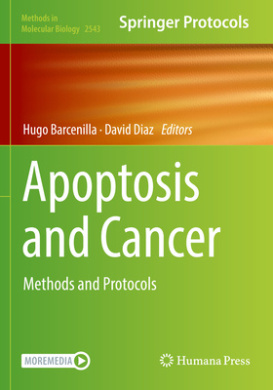 Methods in
Molecular Biology 2543
Springer Protocols
Hugo Barcenilla · David Diaz Editors
Apoptosis
and Cancer
Methods and Protocols
MOREMEDIA
Humana Press